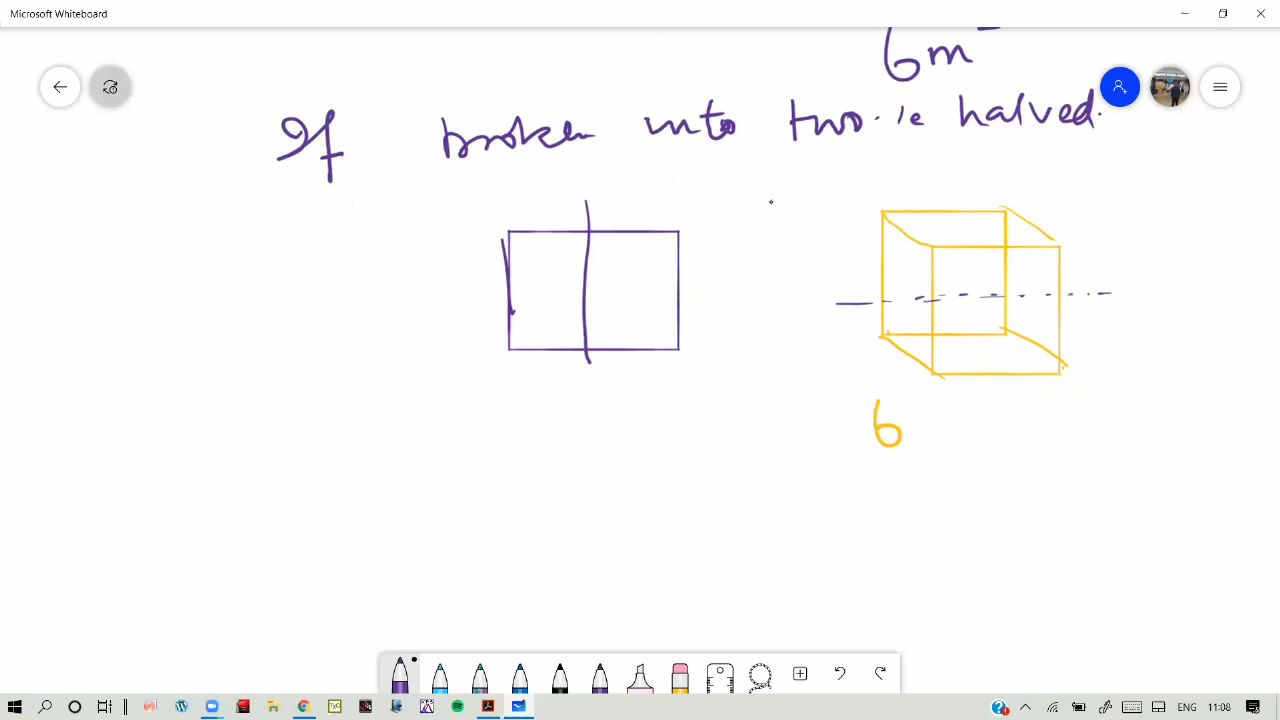 Microsoft Whiteboard
6m
If broken into two. ie halved.
6
ENG 11:08